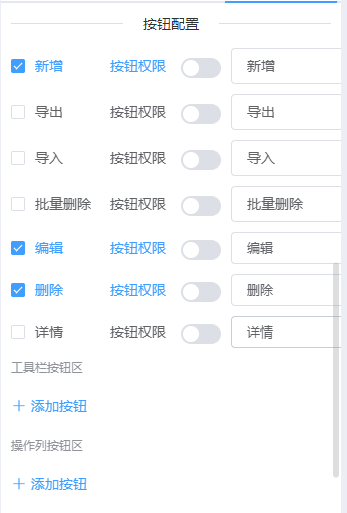 按钮配置
新增 按钮权限 新增
导出 按钮权限 导出
导入 按钮权限 导入
批量删除 按钮权限 批量删除
编辑 按钮权限 编辑
删除 按钮权限 删除
详情 按钮权限 详情
工具栏按钮区
+ 添加按钮
操作列按钮区
+ 添加按钮